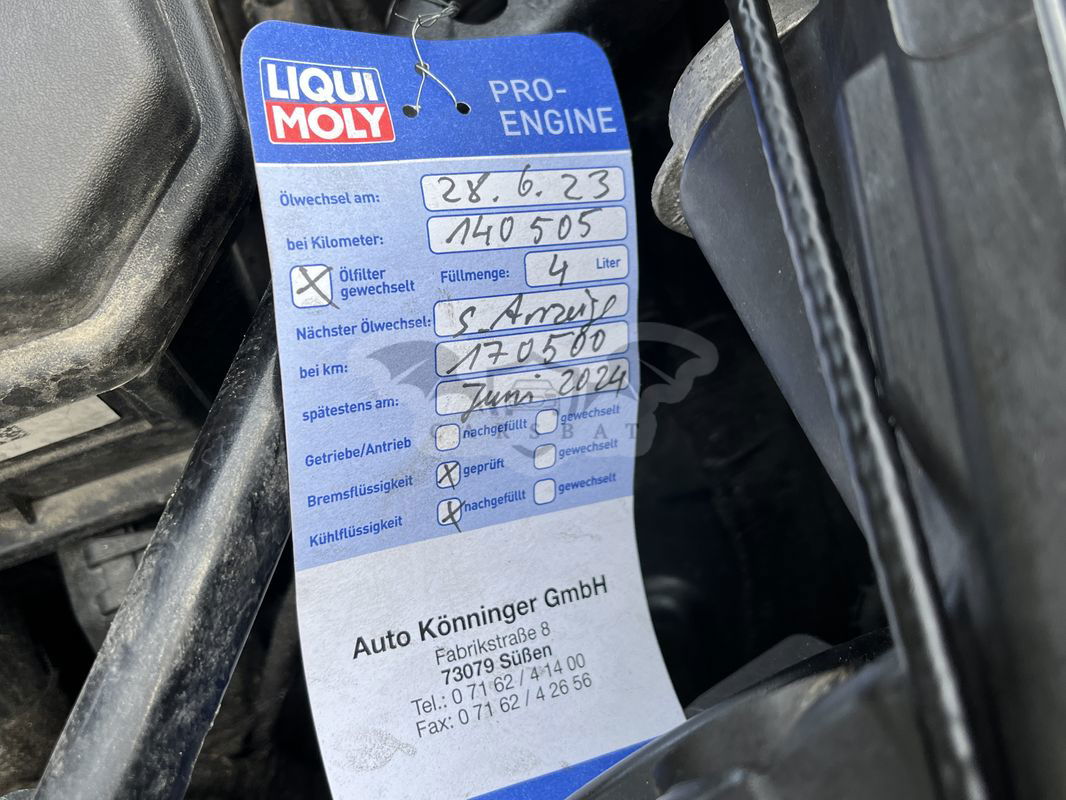 LIQUI
MOLY
PRO-
ENGINE
Ölwechsel am: 28.6.23
bei Kilometer: 140505
Ölfilter
gewechselt
Füllmenge: 4 Liter
Nächster Ölwechsel: s. Anzeige
bei km: 170500
spätestens am: Juni 2024
Getriebe/Antrieb nachgefüllt gewechselt
CARSBAT
Bremsflüssigkeit geprüft gewechselt
Kühlflüssigkeit nachgefüllt gewechselt
Auto Könninger GmbH
Fabrikstraße 8
73079 Süßen
Tel.: 0 71 62 / 4 14 00
Fax: 0 71 62 / 4 26 56